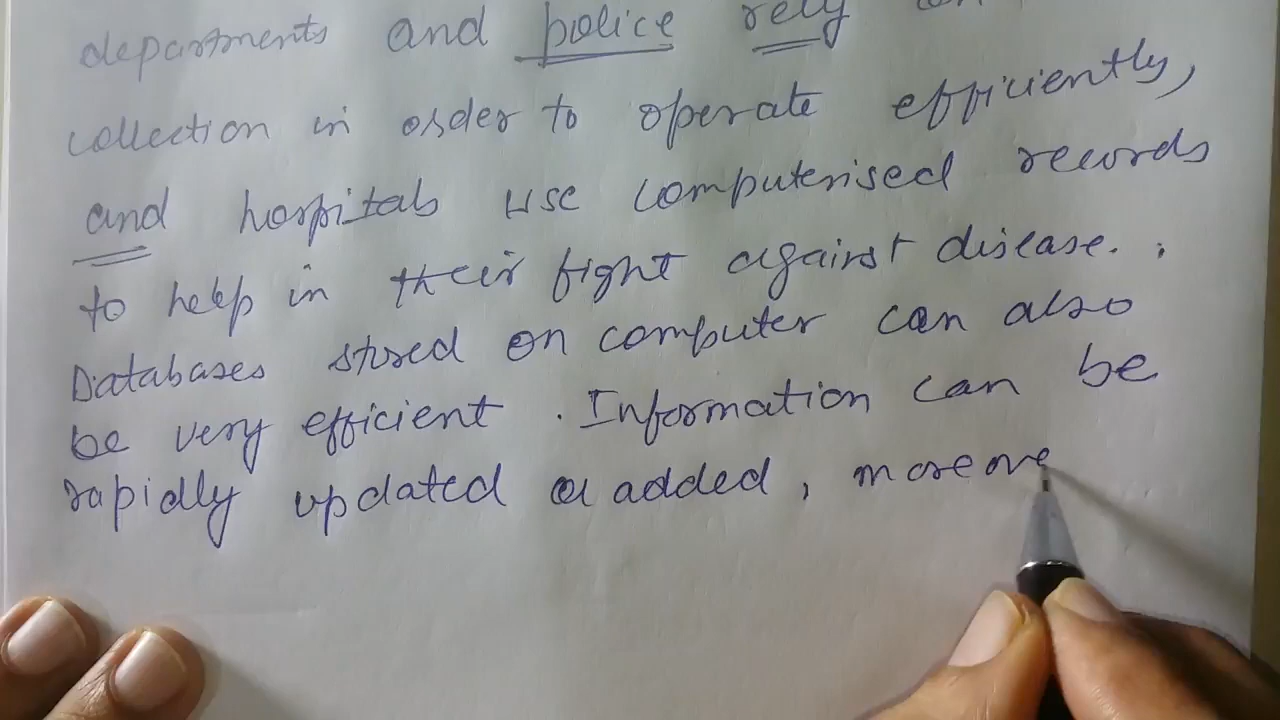 departments and police rely on
collection in order to operate efficiently,
and hospitals use computerised records
to help in their fight against disease. .
Databases stored on computer can also
be very efficient . Information can be
rapidly updated added, moreove